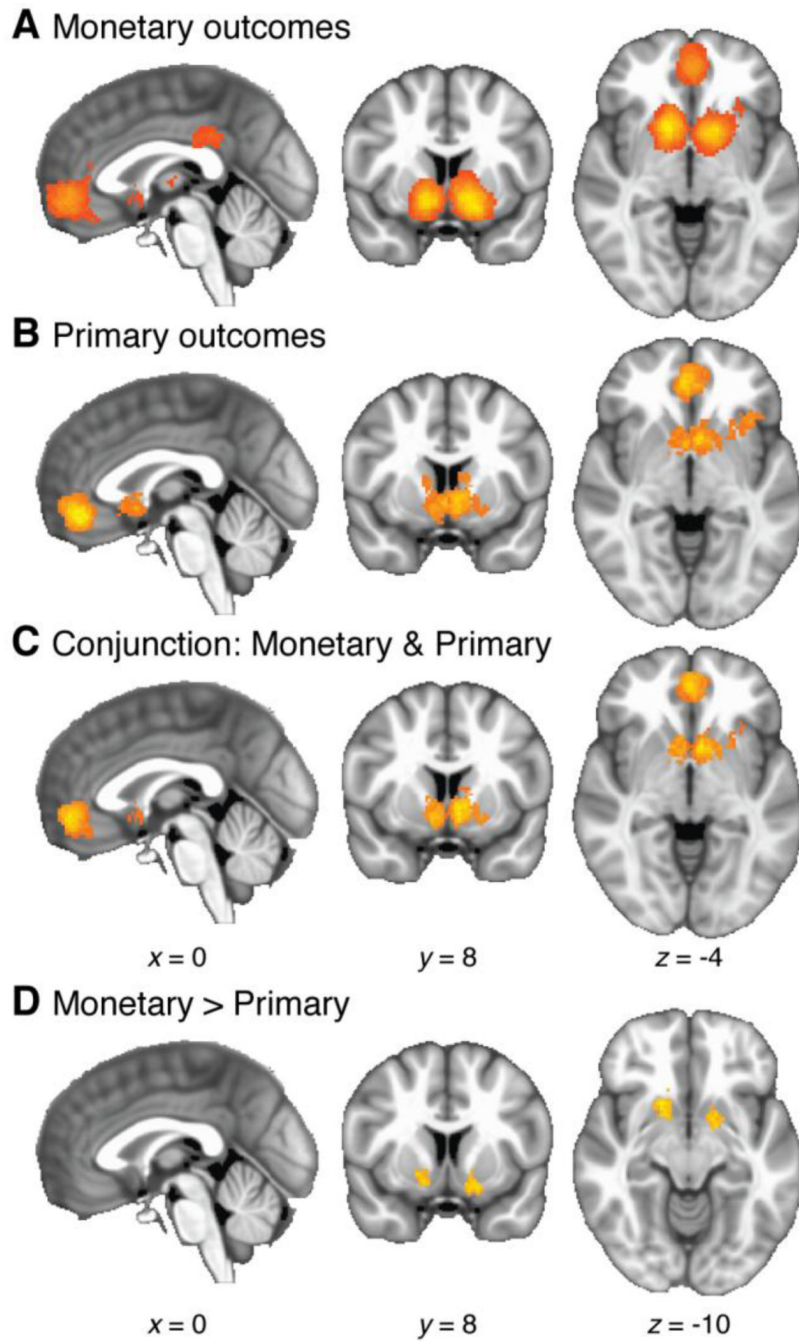 A Monetary outcomes
B Primary outcomes
C Conjunction: Monetary & Primary
x = 0 y = 8 z = -4
D Monetary > Primary
x = 0 y = 8 z = -10